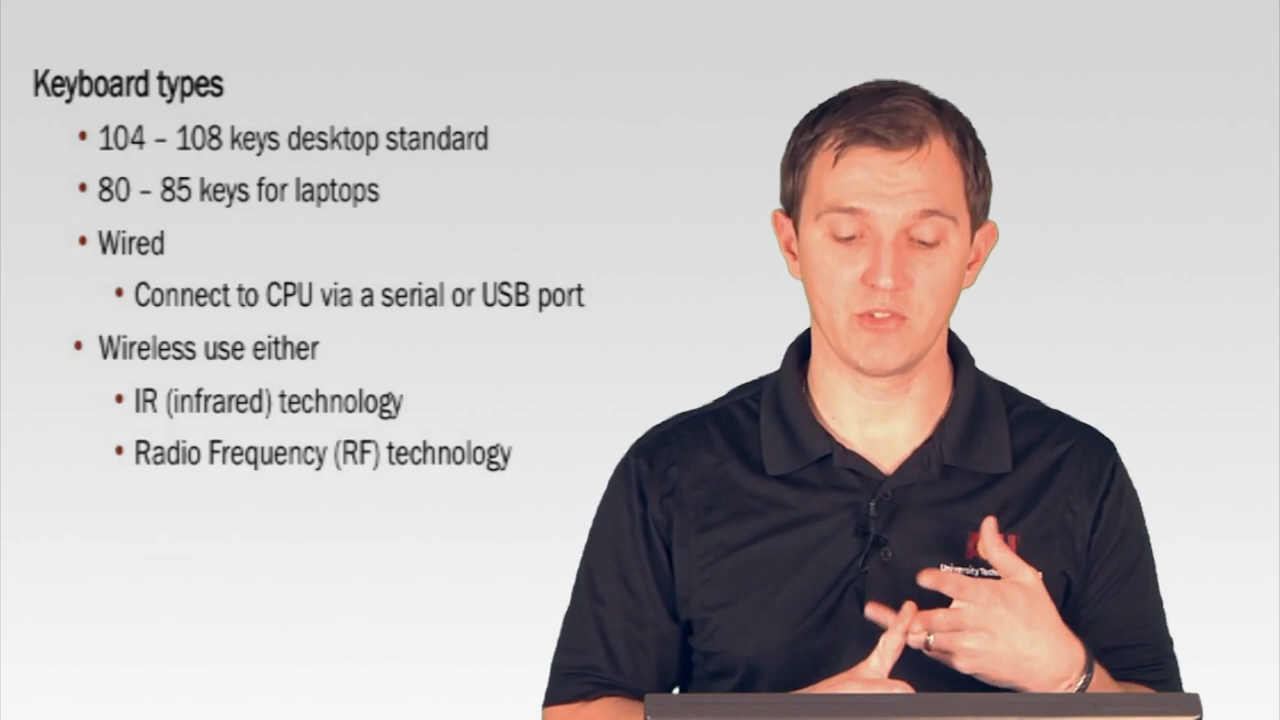 Keyboard types
• 104 – 108 keys desktop standard
• 80 – 85 keys for laptops
• Wired
• Connect to CPU via a serial or USB port
• Wireless use either
• IR (infrared) technology
• Radio Frequency (RF) technology
University